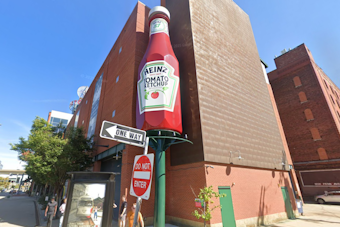 HEINZ
TOMATO
KETCHUP
ONE WAY
DO NOT
ENTER